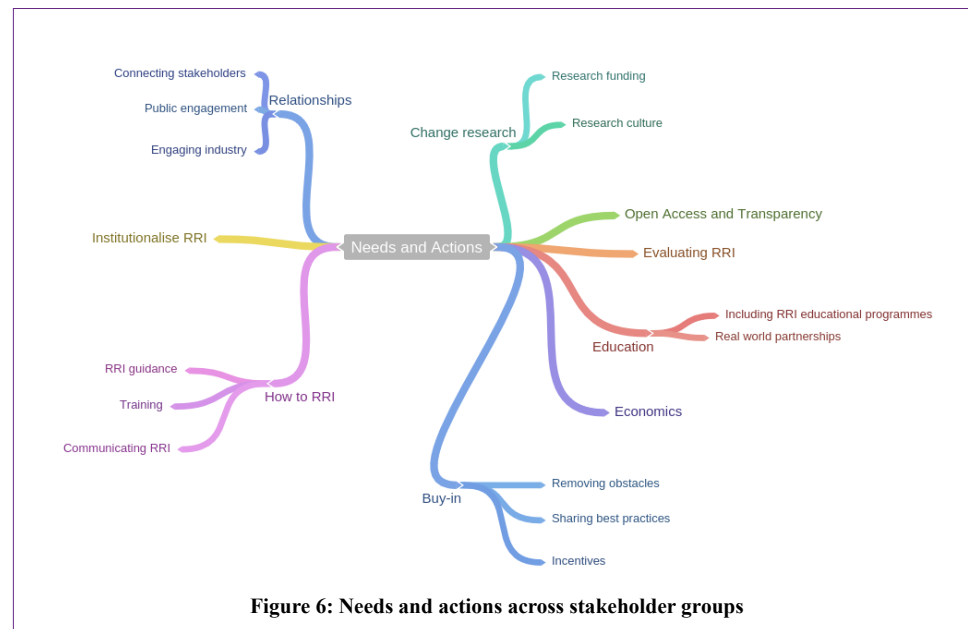 Connecting stakeholders
Relationships
Public engagement
Engaging industry
Institutionalise RRI
RRI guidance
How to RRI
Training
Communicating RRI
Needs and Actions
Research funding
Change research
Research culture
Open Access and Transparency
Evaluating RRI
Including RRI educational programmes
Real world partnerships
Education
Economics
Removing obstacles
Buy-in
Sharing best practices
Incentives
Figure 6: Needs and actions across stakeholder groups